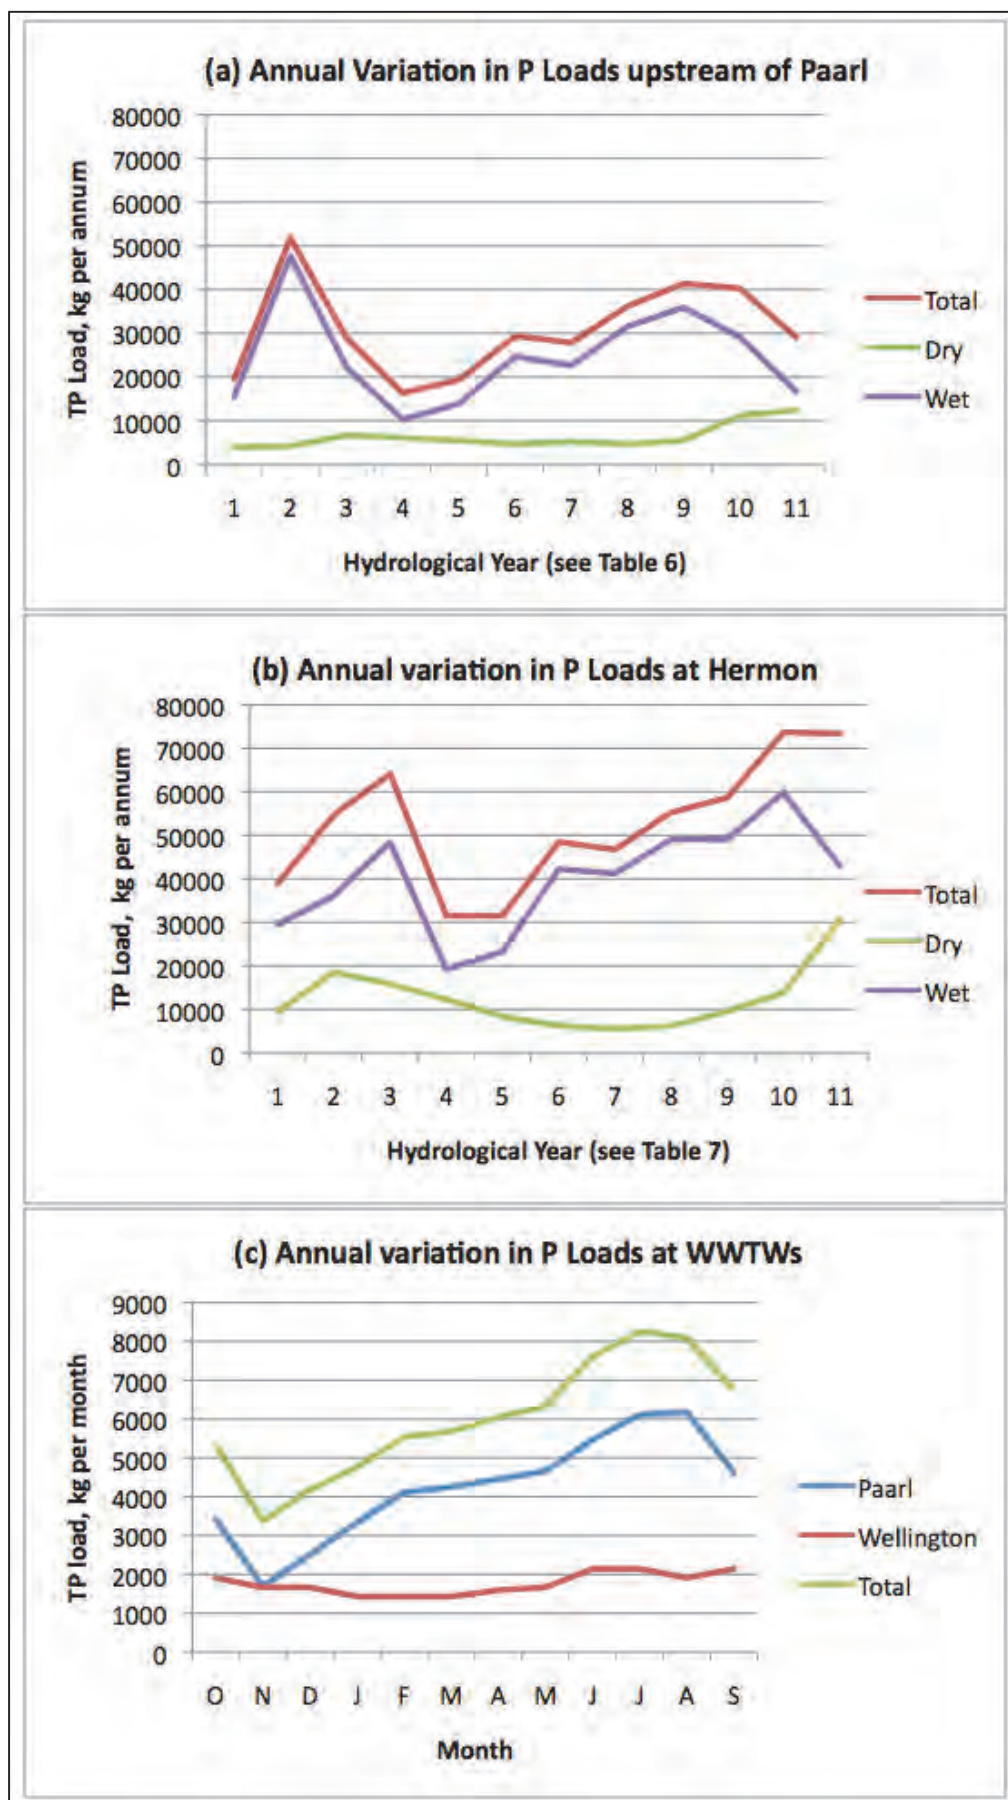 (a) Annual Variation in P Loads upstream of Paarl
80000
70000
60000
50000
40000
30000
20000
10000
0
TP Load, kg per annum
1 2 3 4 5 6 7 8 9 10 11
Hydrological Year (see Table 6)
Total
Dry
Wet
(b) Annual variation in P Loads at Hermon
80000
70000
60000
50000
40000
30000
20000
10000
0
TP Load, kg per annum
1 2 3 4 5 6 7 8 9 10 11
Hydrological Year (see Table 7)
Total
Dry
Wet
(c) Annual variation in P Loads at WWTWs
9000
8000
7000
6000
5000
4000
3000
2000
1000
0
TP load, kg per month
O N D J F M A M J J A S
Month
Paarl
Wellington
Total